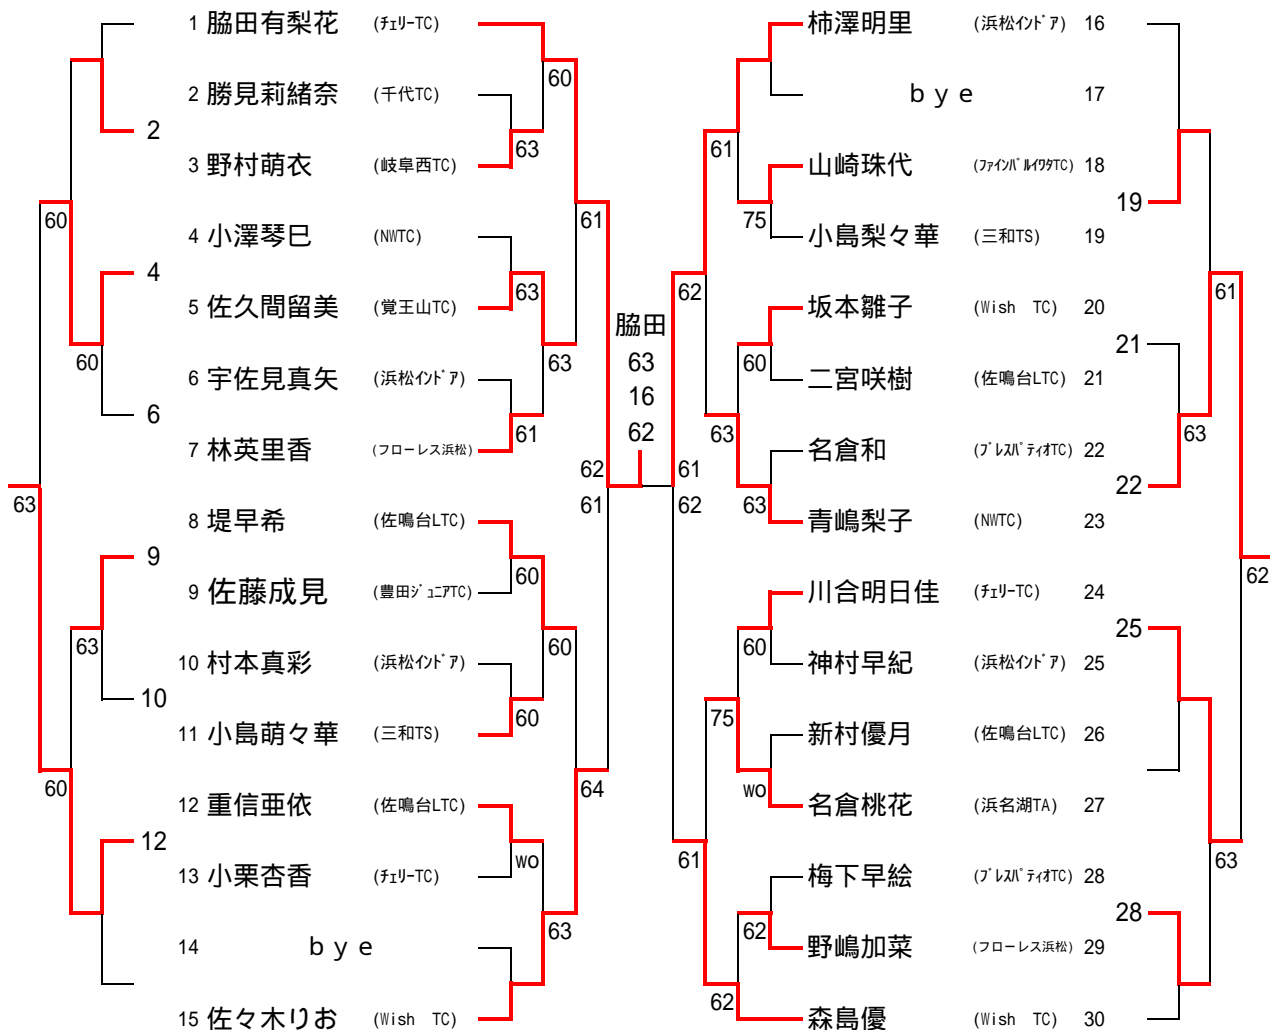 1 脇田有梨花 (ﾁｪﾘｰTC)
60
2 勝見莉緒奈 (千代TC)
2
63
3 野村萌衣 (岐阜西TC)
60
61
4 小澤琴巳 (NWTC)
4
63
5 佐久間留美 (覚王山TC)
60
63
6 宇佐見真矢 (浜松ｲﾝﾄﾞｱ)
6
61
7 林英里香 (フローレス浜松)
63
62
61
8 堤早希 (佐鳴台LTC)
9
60
9 佐藤成見 (豊田ｼﾞｭﾆｱTC)
63
60
10 村本真彩 (浜松ｲﾝﾄﾞｱ)
10
60
11 小島萌々華 (三和TS)
60
64
12 重信亜依 (佐鳴台LTC)
12
wo
13 小栗杏香 (ﾁｪﾘｰTC)
63
14 ｂｙｅ
15 佐々木りお (Wish TC)
脇田
63
16
62
柿澤明里 (浜松ｲﾝﾄﾞｱ) 16
ｂｙｅ 17
61
山崎珠代 (ﾌｧｲﾝﾊﾟﾙｲﾜﾀTC) 18
19
75
小島梨々華 (三和TS) 19
62
61
坂本雛子 (Wish TC) 20
21
60
二宮咲樹 (佐鳴台LTC) 21
63
63
名倉和 (ﾌﾞﾚｽﾊﾟﾃｨｵTC) 22
61
22
62
63
青嶋梨子 (NWTC) 23
62
川合明日佳 (ﾁｪﾘｰTC) 24
25
60
神村早紀 (浜松ｲﾝﾄﾞｱ) 25
75
新村優月 (佐鳴台LTC) 26
wo
名倉桃花 (浜名湖TA) 27
61
63
梅下早絵 (ﾌﾞﾚｽﾊﾟﾃｨｵTC) 28
28
62
野嶋加菜 (フローレス浜松) 29
62
森島優 (Wish TC) 30